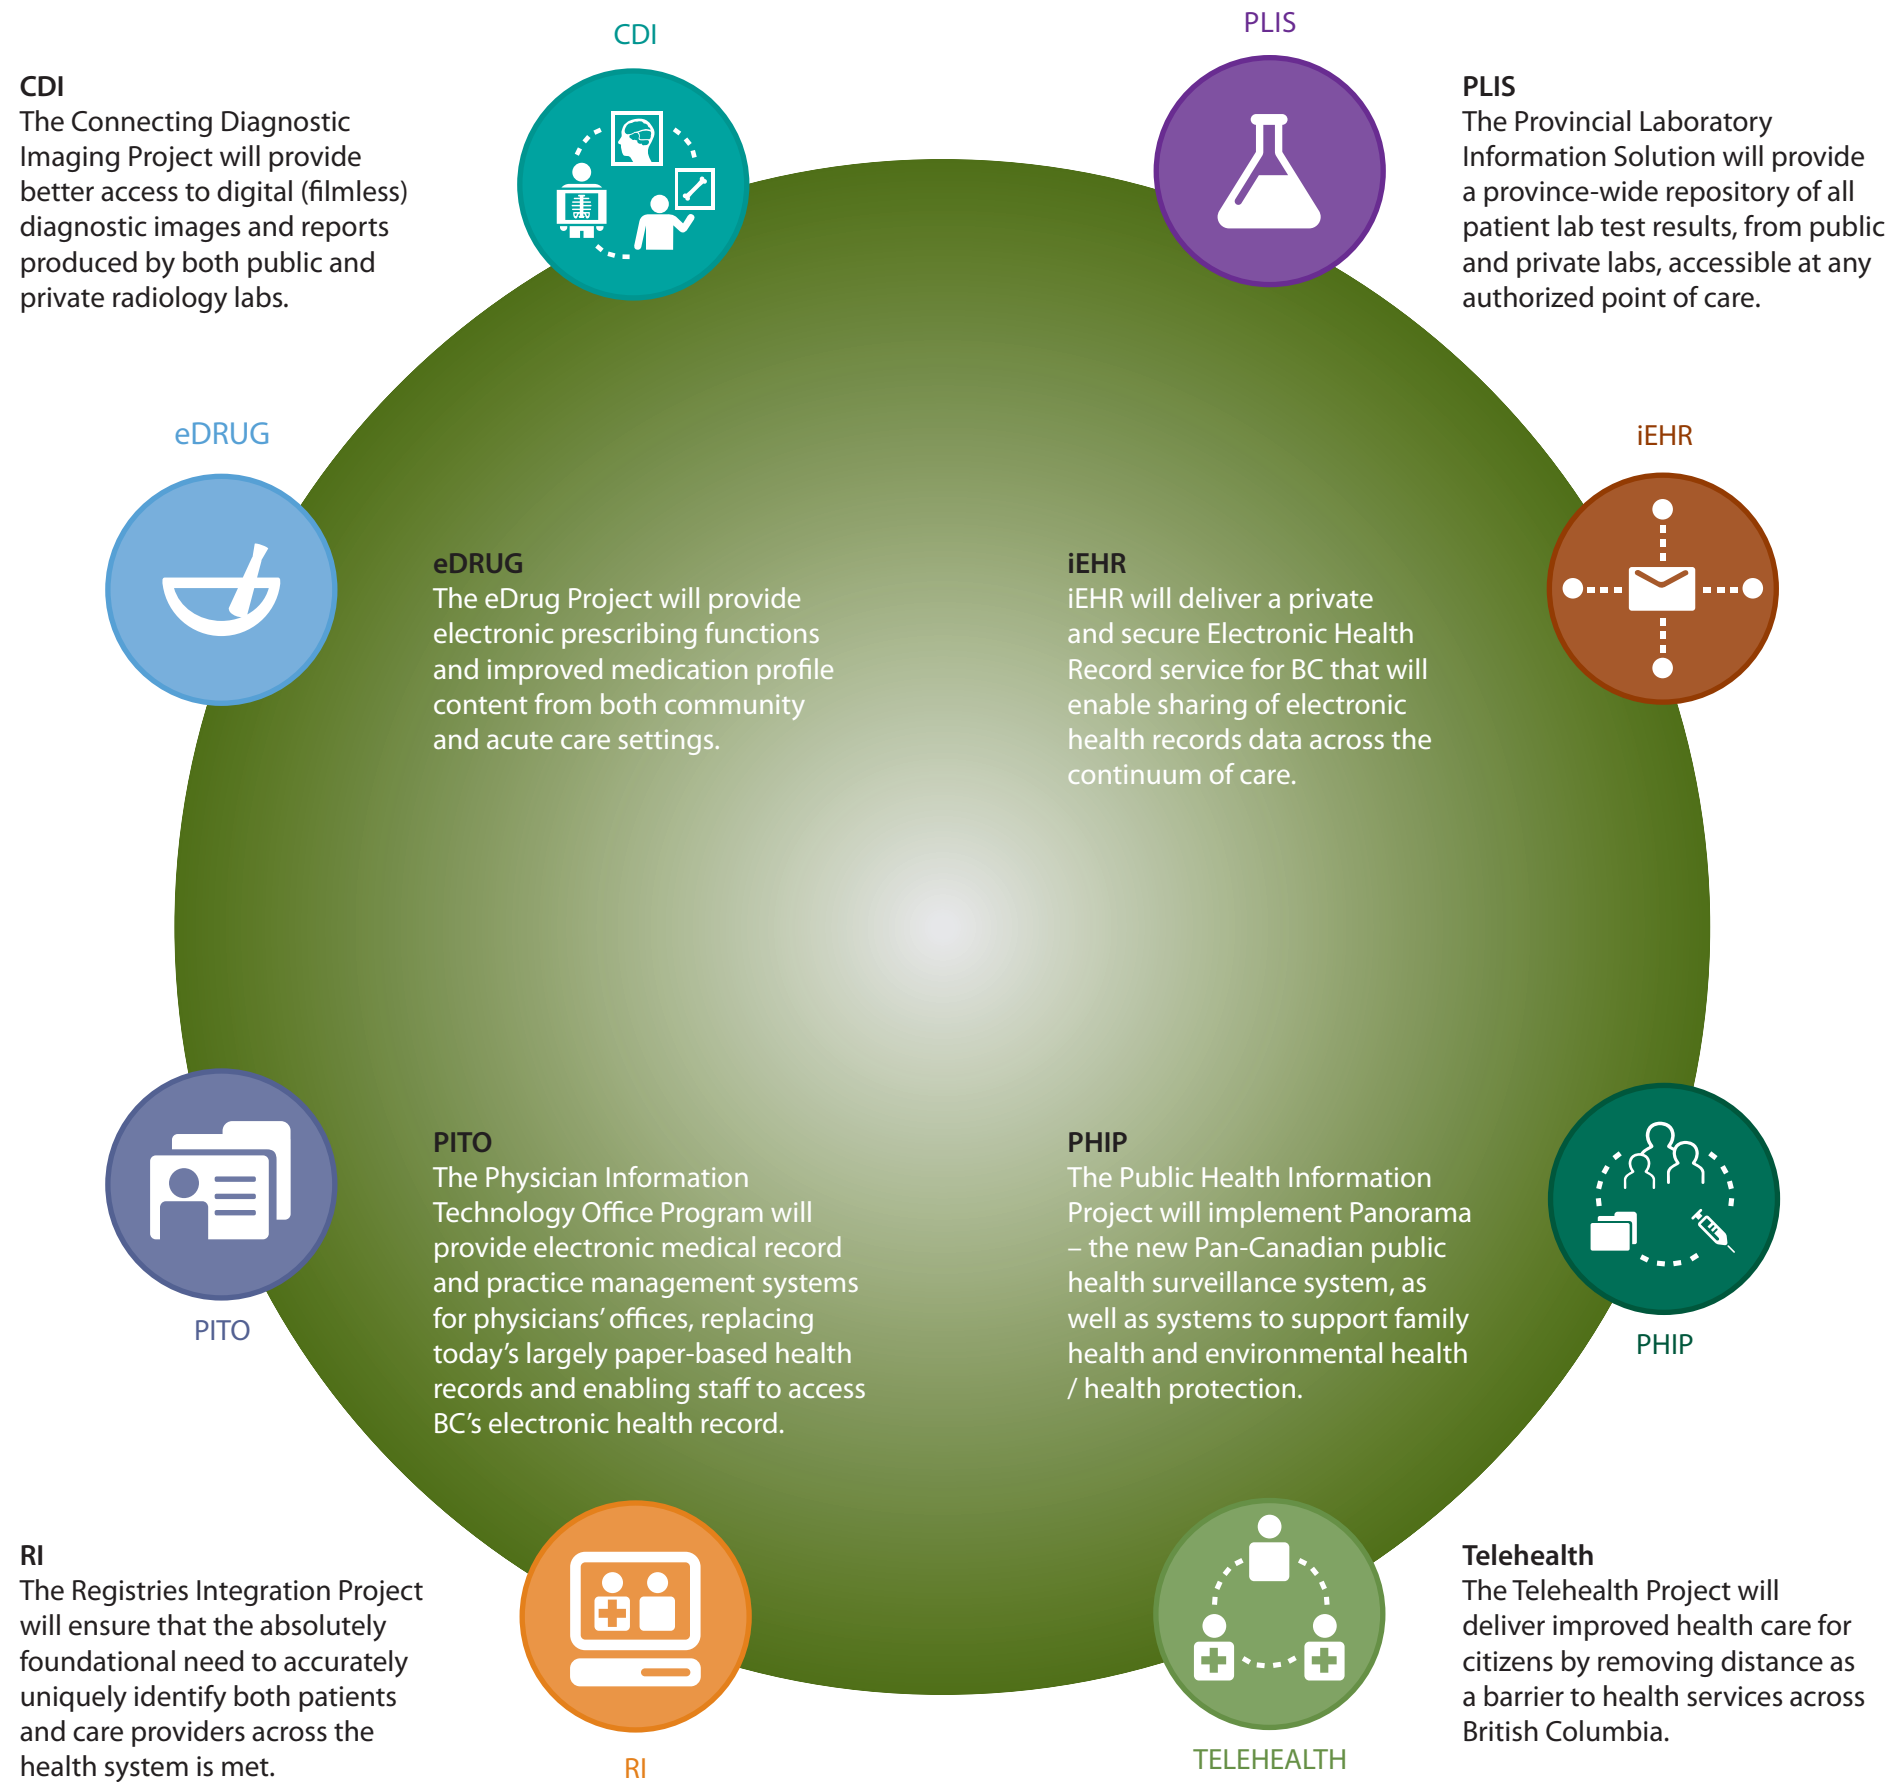 CDI
PLIS
CDI
The Connecting Diagnostic
Imaging Project will provide
better access to digital (filmless)
diagnostic images and reports
produced by both public and
private radiology labs.
PLIS
The Provincial Laboratory
Information Solution will provide
a province-wide repository of all
patient lab test results, from public
and private labs, accessible at any
authorized point of care.
eDRUG
iEHR
eDRUG
The eDrug Project will provide
electronic prescribing functions
and improved medication profile
content from both community
and acute care settings.
iEHR
iEHR will deliver a private
and secure Electronic Health
Record service for BC that will
enable sharing of electronic
health records data across the
continuum of care.
PITO
The Physician Information
Technology Office Program will
provide electronic medical record
and practice management systems
for physicians’ offices, replacing
today’s largely paper-based health
records and enabling staff to access
BC’s electronic health record.
PHIP
The Public Health Information
Project will implement Panorama
– the new Pan-Canadian public
health surveillance system, as
well as systems to support family
health and environmental health
/ health protection.
PITO
PHIP
RI
The Registries Integration Project
will ensure that the absolutely
foundational need to accurately
uniquely identify both patients
and care providers across the
health system is met.
Telehealth
The Telehealth Project will
deliver improved health care for
citizens by removing distance as
a barrier to health services across
British Columbia.
RI
TELEHEALTH